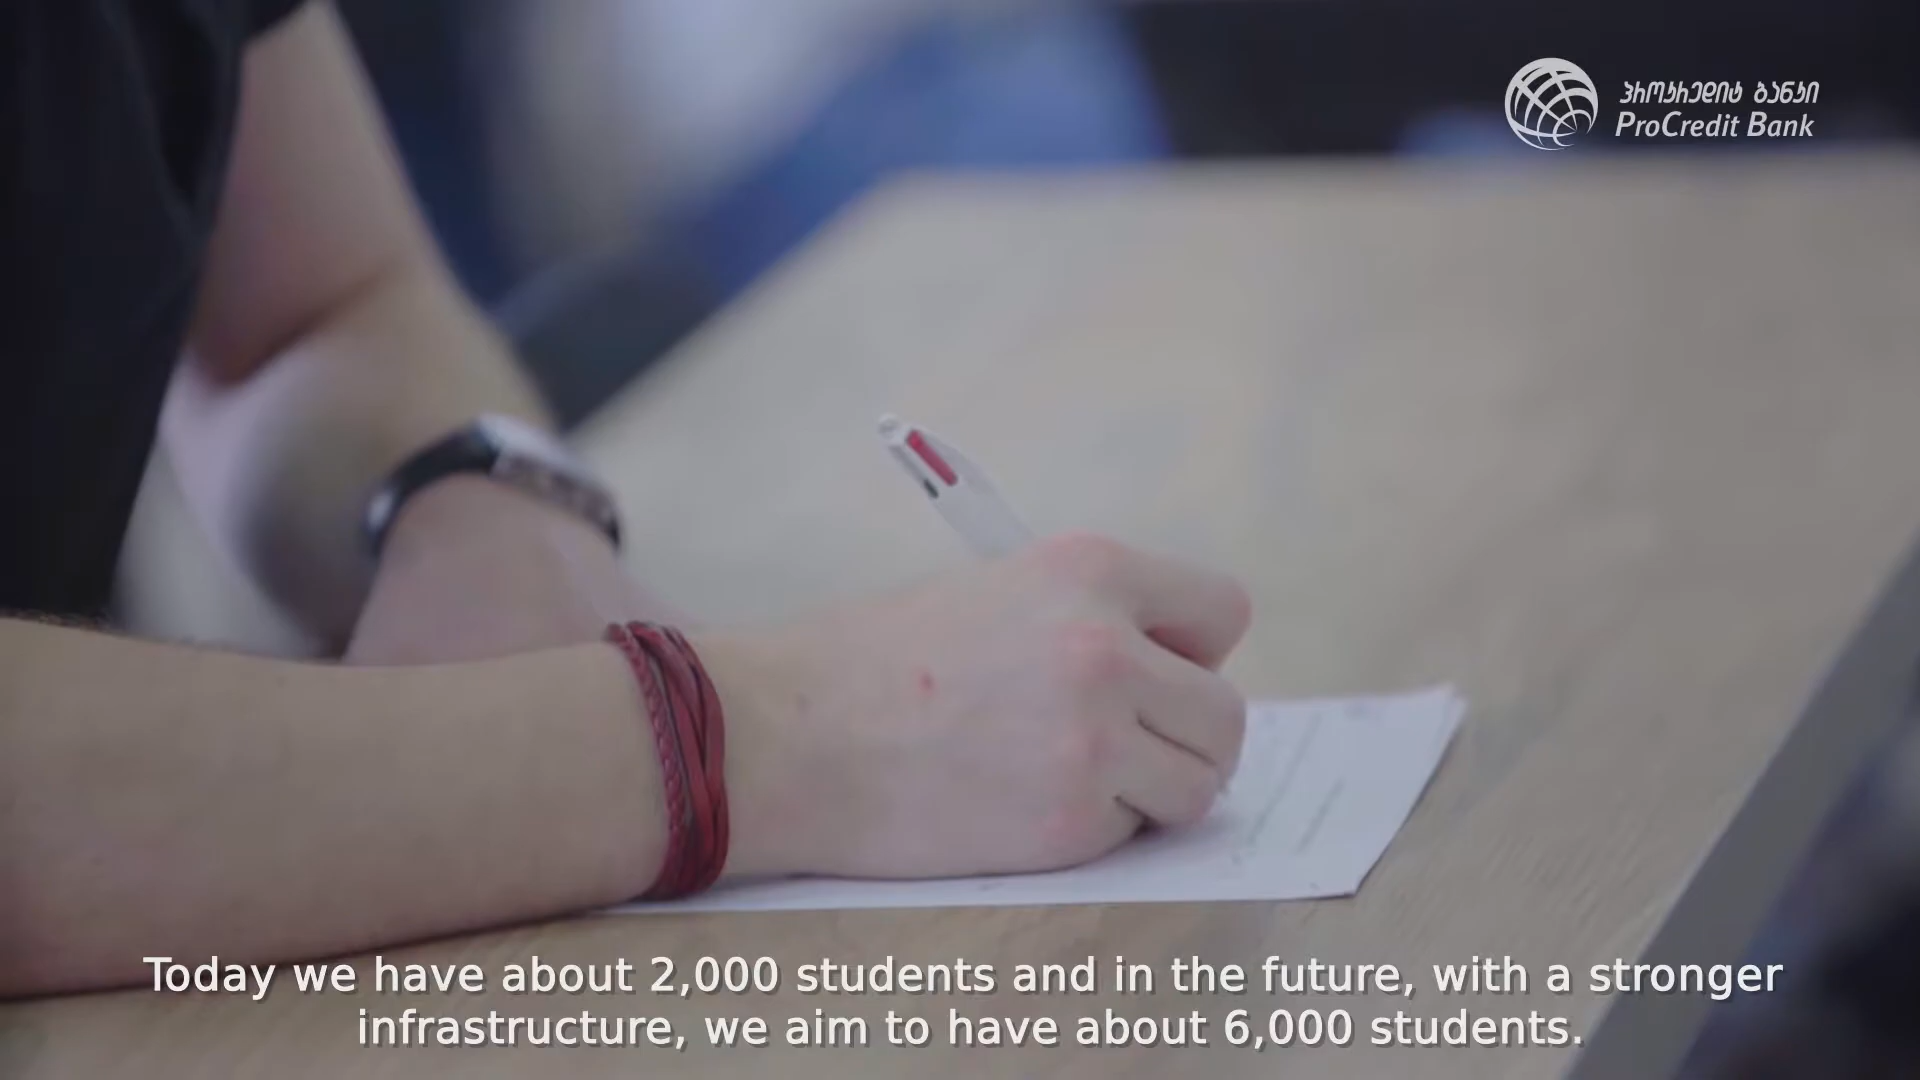 პროკრედიტ ბანკი
ProCredit Bank
Today we have about 2,000 students and in the future, with a stronger
infrastructure, we aim to have about 6,000 students.